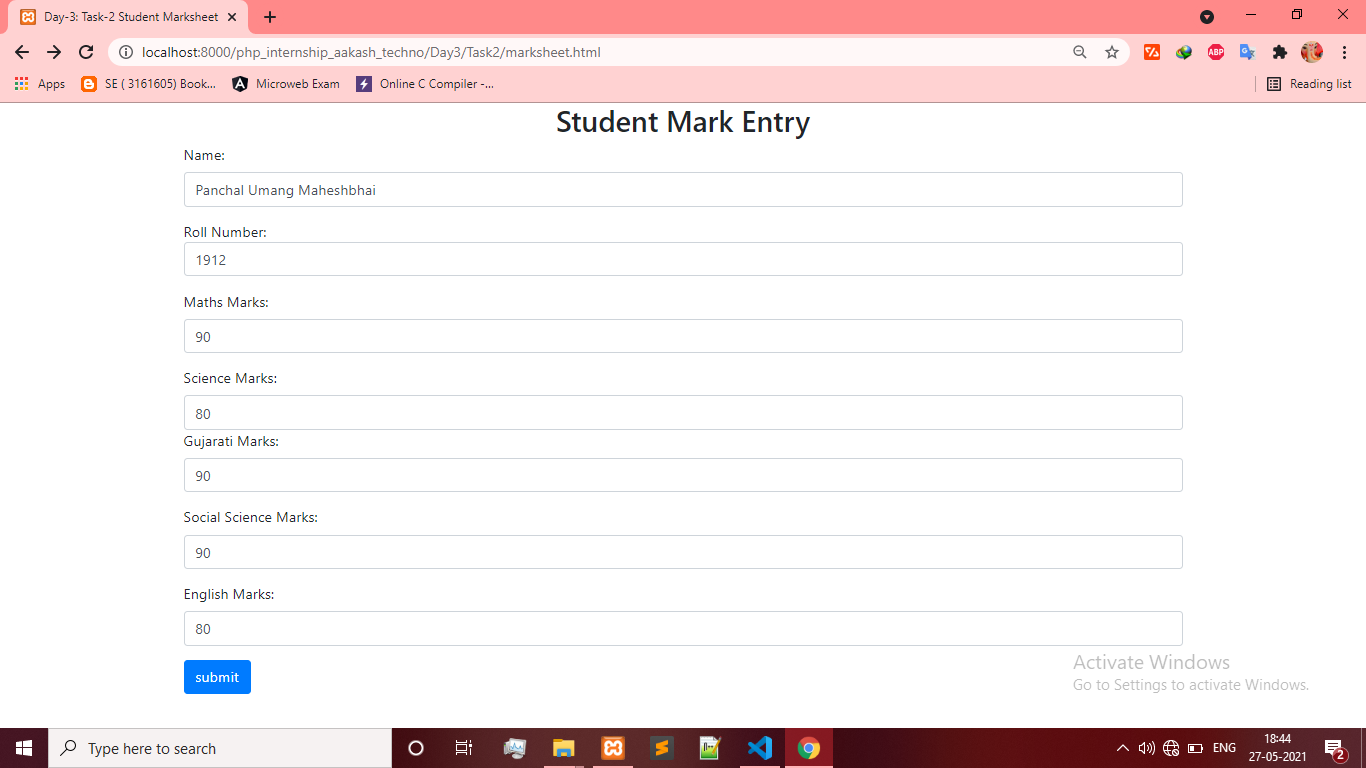 Day-3: Task-2 Student Marksheet
localhost:8000/php_internship_aakash_techno/Day3/Task2/marksheet.html
ABP
Apps SE ( 3161605) Book... Microweb Exam Online C Compiler -... Reading list
Student Mark Entry
Name:
Panchal Umang Maheshbhai
Roll Number:
1912
Maths Marks:
90
Science Marks:
80
Gujarati Marks:
90
Social Science Marks:
90
English Marks:
80
submit
Activate Windows
Go to Settings to activate Windows.
Type here to search
ENG
18:44
27-05-2021
2